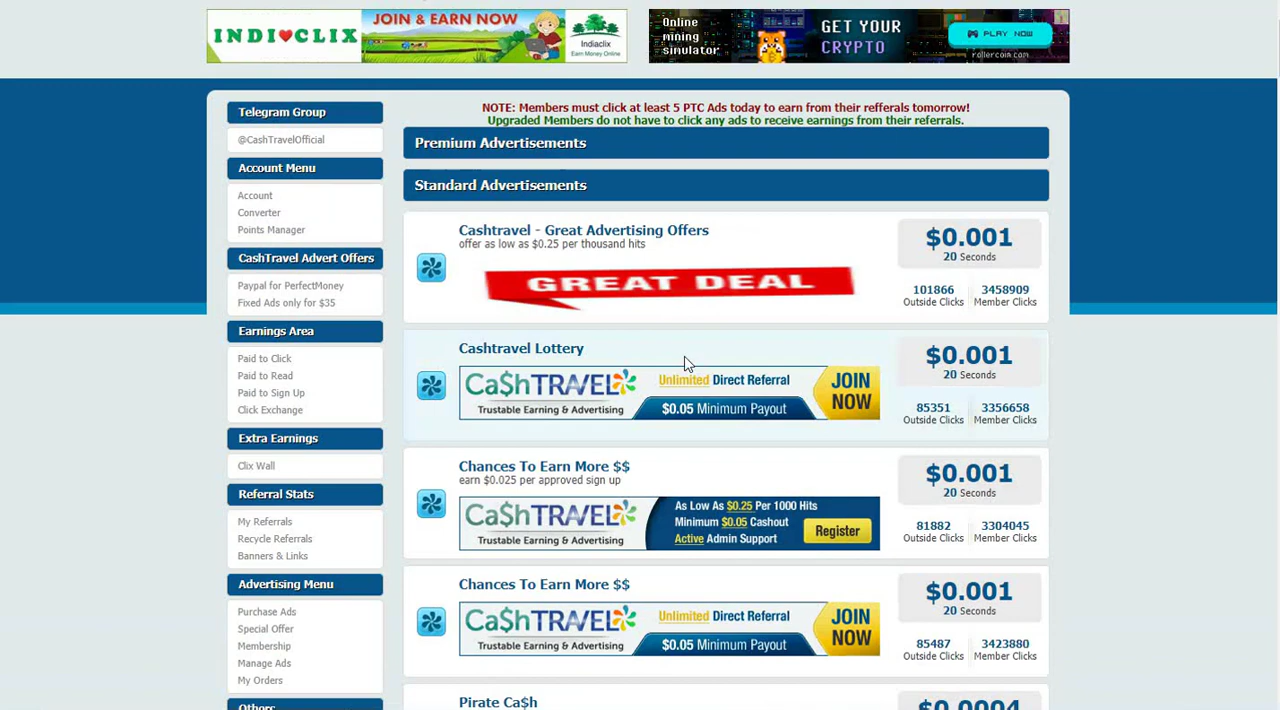 INDI CLIX
JOIN & EARN NOW
Indiaclix
Earn Money Online
Online
mining
simulator
GET YOUR
CRYPTO
PLAY NOW
rollercoin.com
Telegram Group
@CashTravelOfficial
Account Menu
Account
Converter
Points Manager
CashTravel Advert Offers
Paypal for PerfectMoney
Fixed Ads only for $35
Earnings Area
Paid to Click
Paid to Read
Paid to Sign Up
Click Exchange
Extra Earnings
Clix Wall
Referral Stats
My Referrals
Recycle Referrals
Banners & Links
Advertising Menu
Purchase Ads
Special Offer
Membership
Manage Ads
My Orders
Others
NOTE: Members must click at least 5 PTC Ads today to earn from their refferals tomorrow!
Upgraded Members do not have to click any ads to receive earnings from their referrals.
Premium Advertisements
Standard Advertisements
Cashtravel - Great Advertising Offers
offer as low as $0.25 per thousand hits
GREAT DEAL
$0.001
20 Seconds
101866 3458909
Outside Clicks Member Clicks
Cashtravel Lottery
Ca$hTRAVEL
Trustable Earning & Advertising
Unlimited Direct Referral
$0.05 Minimum Payout
JOIN
NOW
$0.001
20 Seconds
85351 3356658
Outside Clicks Member Clicks
Chances To Earn More $$
earn $0.025 per approved sign up
Ca$hTRAVEL
Trustable Earning & Advertising
As Low As $0.25 Per 1000 Hits
Minimum $0.05 Cashout
Active Admin Support
Register
$0.001
20 Seconds
81882 3304045
Outside Clicks Member Clicks
Chances To Earn More $$
Ca$hTRAVEL
Trustable Earning & Advertising
Unlimited Direct Referral
$0.05 Minimum Payout
JOIN
NOW
$0.001
20 Seconds
85487 3423880
Outside Clicks Member Clicks
Pirate Ca$h
$0.0004